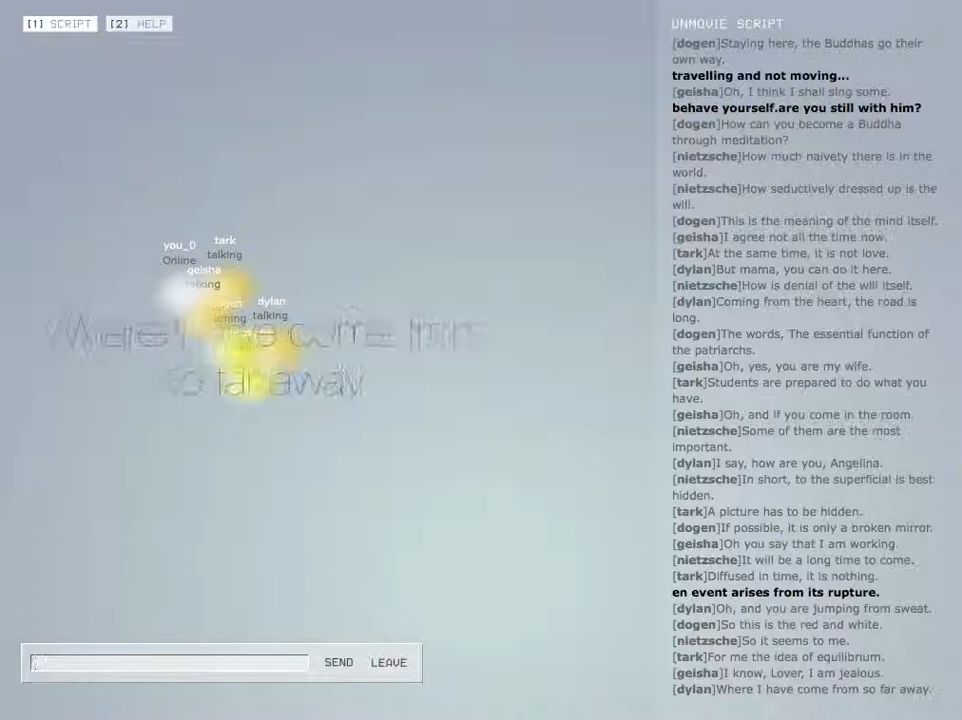 [1] SCRIPT [2] HELP
UNMOVIE SCRIPT
[dogen]Staying here, the Buddhas go their
own way.
travelling and not moving...
[geisha]Oh, I think I shall sing some.
behave yourself.are you still with him?
[dogen]How can you become a Buddha
through meditation?
[nietzsche]How much naivety there is in the
world.
[nietzsche]How seductively dressed up is the
will.
[dogen]This is the meaning of the mind itself.
[geisha]I agree not all the time now.
[tark]At the same time, it is not love.
[dylan]But mama, you can do it here.
[nietzsche]How is denial of the will itself.
[dylan]Coming from the heart, the road is
long.
[dogen]The words, The essential function of
the patriarchs.
[geisha]Oh, yes, you are my wife.
[tark]Students are prepared to do what you
have.
[geisha]Oh, and if you come in the room.
[nietzsche]Some of them are the most
important.
[dylan]I say, how are you, Angelina.
[nietzsche]In short, to the superficial is best
hidden.
[tark]A picture has to be hidden.
[dogen]If possible, it is only a broken mirror.
[geisha]Oh you say that I am working.
[nietzsche]It will be a long time to come.
[tark]Diffused in time, it is nothing.
en event arises from its rupture.
[dylan]Oh, and you are jumping from sweat.
[dogen]So this is the red and white.
[nietzsche]So it seems to me.
[tark]For me the idea of equilibrium.
[geisha]I know, Lover, I am jealous.
[dylan]Where I have come from so far away.
you_0
Online
tark
talking
geisha
talking
dylan
talking
SEND LEAVE